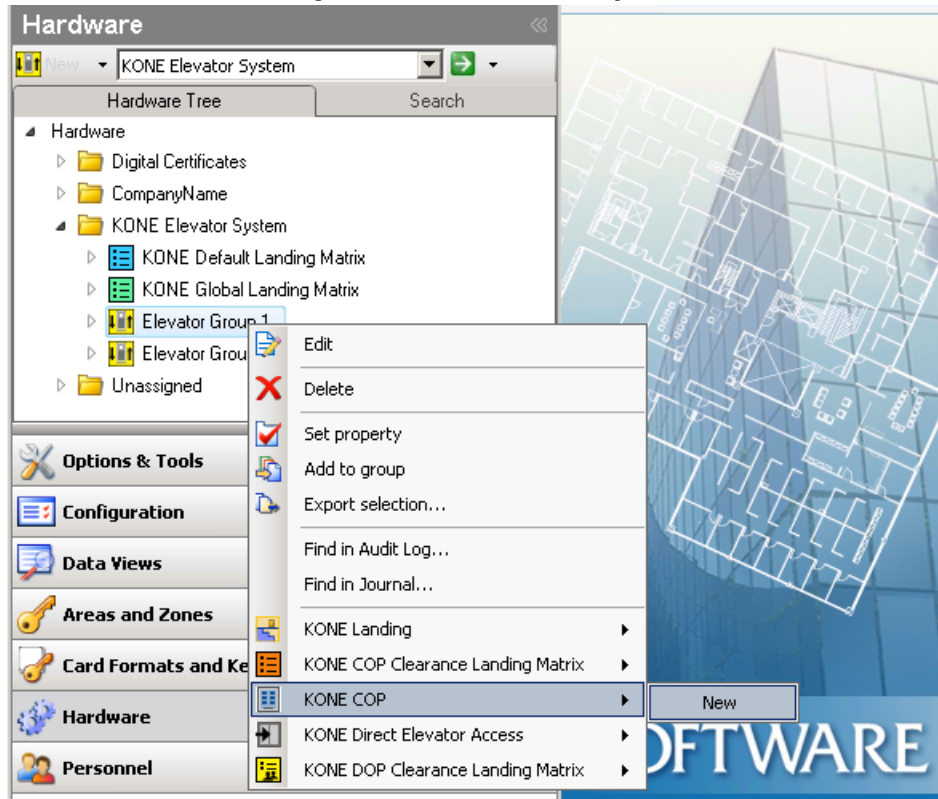 Hardware
New
KONE Elevator System
Hardware Tree
Search
Hardware
Digital Certificates
CompanyName
KONE Elevator System
KONE Default Landing Matrix
KONE Global Landing Matrix
Elevator Group 1
Elevator Grou
Unassigned
Edit
Delete
Set property
Add to group
Export selection...
Find in Audit Log...
Find in Journal...
KONE Landing
KONE COP Clearance Landing Matrix
KONE COP
New
KONE Direct Elevator Access
KONE DOP Clearance Landing Matrix
Options & Tools
Configuration
Data Views
Areas and Zones
Card Formats and Ke
Hardware
Personnel
OFTWARE